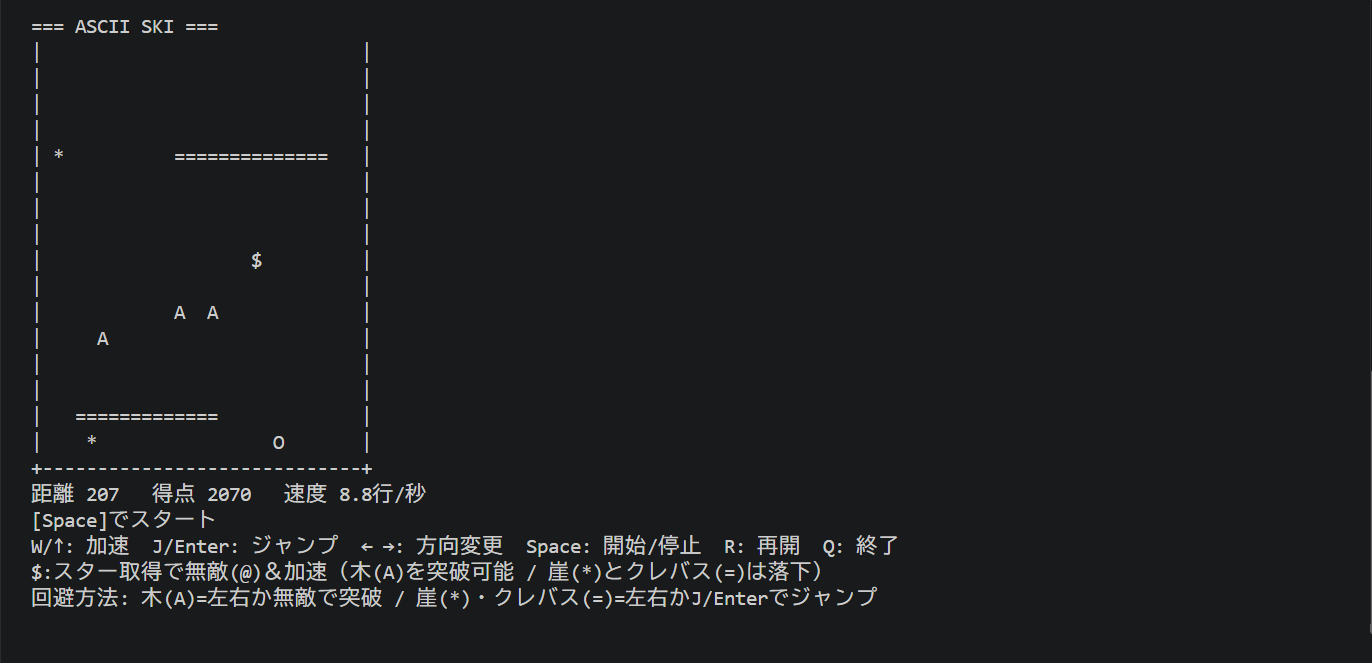 === ASCII SKI ===
|                             |
|                             |
|                             |
|                             |
| *          ==============   |
|                             |
|                             |
|                             |
|                   $         |
|                             |
|            A  A             |
|     A                       |
|                             |
|                             |
|   =============             |
|    *                O       |
+-----------------------------+
距離 207   得点 2070   速度 8.8行/秒
[Space]でスタート
W/↑: 加速  J/Enter: ジャンプ  ← →: 方向変更  Space: 開始/停止  R: 再開  Q: 終了
$:スター取得で無敵(@)＆加速（木(A)を突破可能 / 崖(*)とクレバス(=)は落下）
回避方法: 木(A)=左右か無敵で突破 / 崖(*)・クレバス(=)=左右かJ/Enterでジャンプ